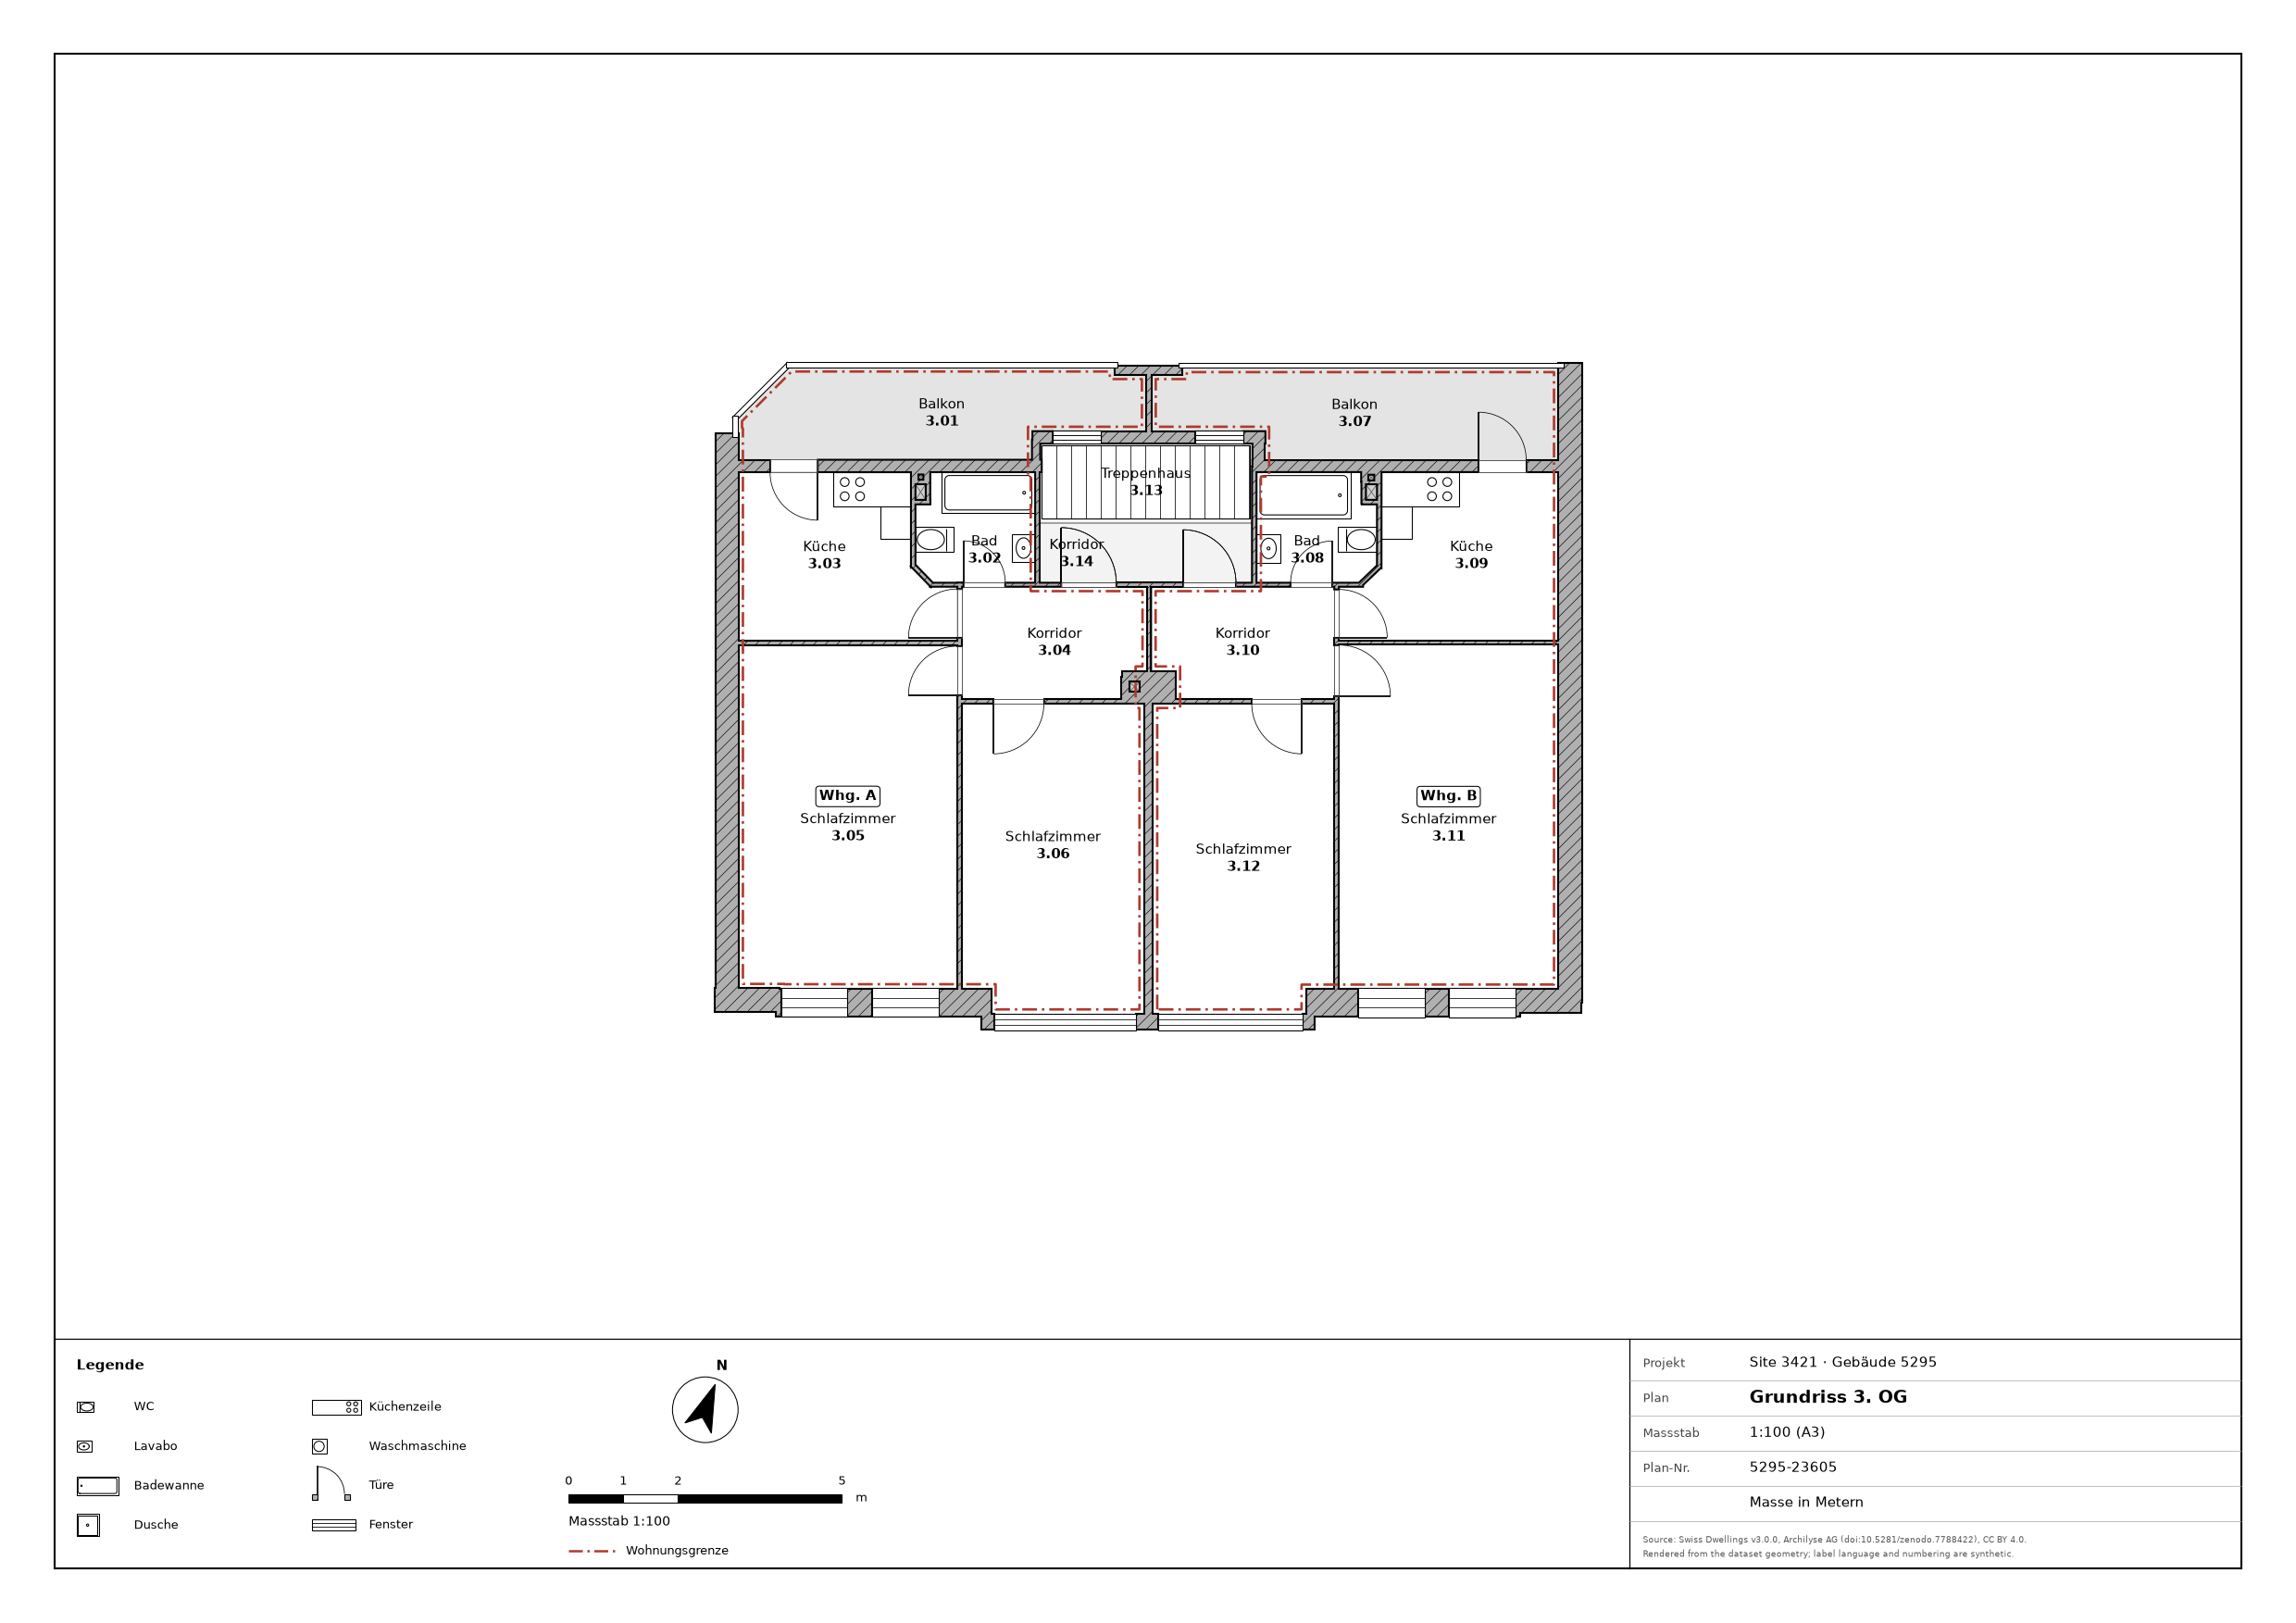 Balkon
3.01
Balkon
3.07
Treppenhaus
3.13
Küche
3.03
Bad
3.02
Korridor
3.14
Bad
3.08
Küche
3.09
Korridor
3.04
Korridor
3.10
Whg. A
Schlafzimmer
3.05
Schlafzimmer
3.06
Schlafzimmer
3.12
Whg. B
Schlafzimmer
3.11
Legende
WC
Lavabo
Badewanne
Dusche
Küchenzeile
Waschmaschine
Türe
Fenster
N
0 1 2 5 m
Massstab 1:100
Wohnungsgrenze
Projekt Site 3421 · Gebäude 5295
Plan Grundriss 3. OG
Massstab 1:100 (A3)
Plan-Nr. 5295-23605
Masse in Metern
Source: Swiss Dwellings v3.0.0, Archilyse AG (doi:10.5281/zenodo.7788422), CC BY 4.0.
Rendered from the dataset geometry; label language and numbering are synthetic.